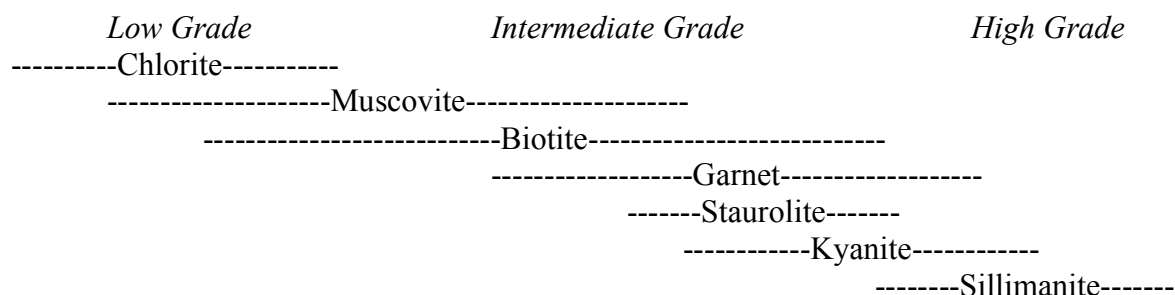 Low Grade Intermediate Grade High Grade
----------Chlorite-----------
---------------------Muscovite---------------------
----------------------------Biotite----------------------------
-------------------Garnet-------------------
-------Staurolite-------
------------Kyanite------------
--------Sillimanite-------